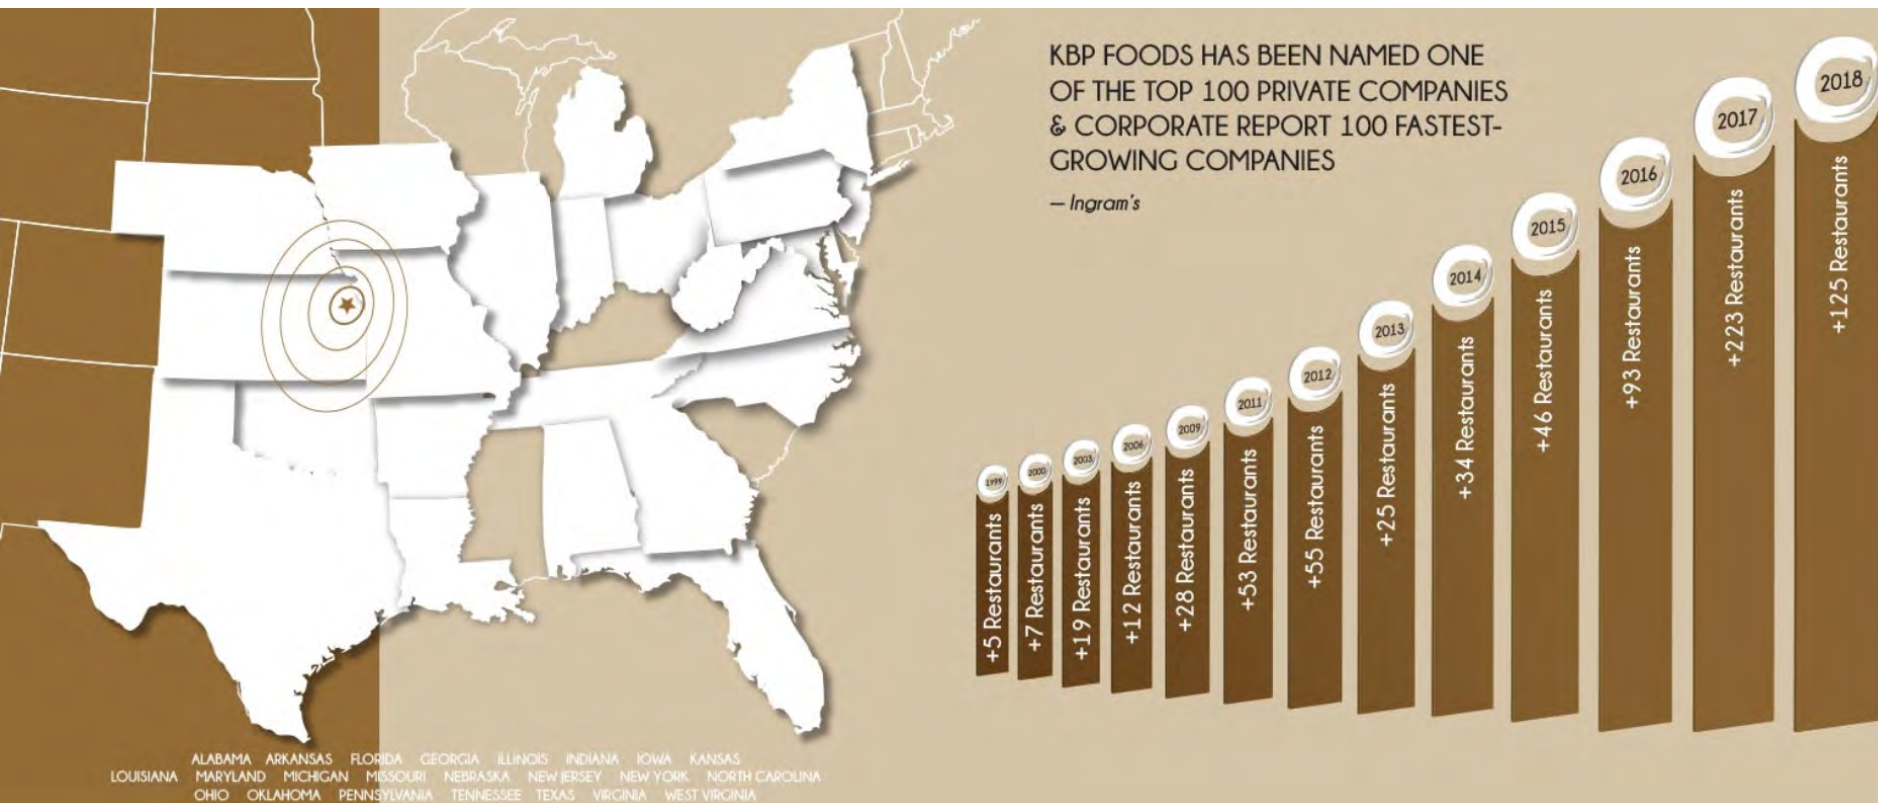 KBP FOODS HAS BEEN NAMED ONE
OF THE TOP 100 PRIVATE COMPANIES
& CORPORATE REPORT 100 FASTEST-
GROWING COMPANIES
— Ingram's
1999
+5 Restaurants
2000
+7 Restaurants
2003
+19 Restaurants
2006
+12 Restaurants
2009
+28 Restaurants
2011
+53 Restaurants
2012
+55 Restaurants
2013
+25 Restaurants
2014
+34 Restaurants
2015
+46 Restaurants
2016
+93 Restaurants
2017
+223 Restaurants
2018
+125 Restaurants
ALABAMA ARKANSAS FLORIDA GEORGIA ILLINOIS INDIANA IOWA KANSAS
LOUISIANA MARYLAND MICHIGAN MISSOURI NEBRASKA NEW JERSEY NEW YORK NORTH CAROLINA
OHIO OKLAHOMA PENNSYLVANIA TENNESSEE TEXAS VIRGINIA WEST VIRGINIA